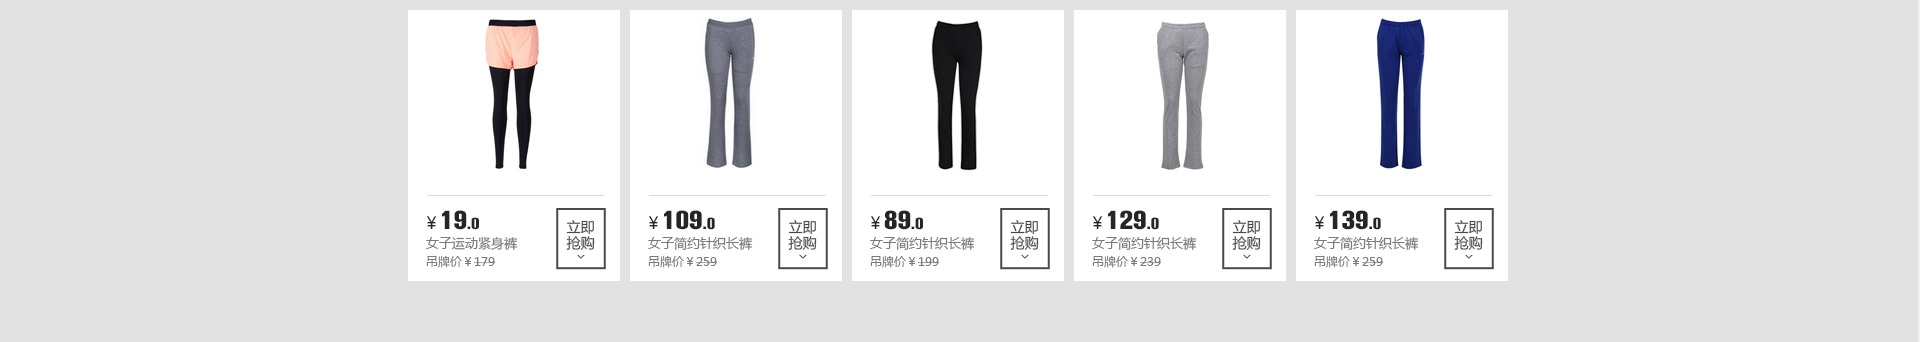 ¥19.0
女子运动紧身裤
吊牌价¥179
立即
抢购
¥109.0
女子简约针织长裤
吊牌价¥259
立即
抢购
¥89.0
女子简约针织长裤
吊牌价¥199
立即
抢购
¥129.0
女子简约针织长裤
吊牌价¥239
立即
抢购
¥139.0
女子简约针织长裤
吊牌价¥259
立即
抢购